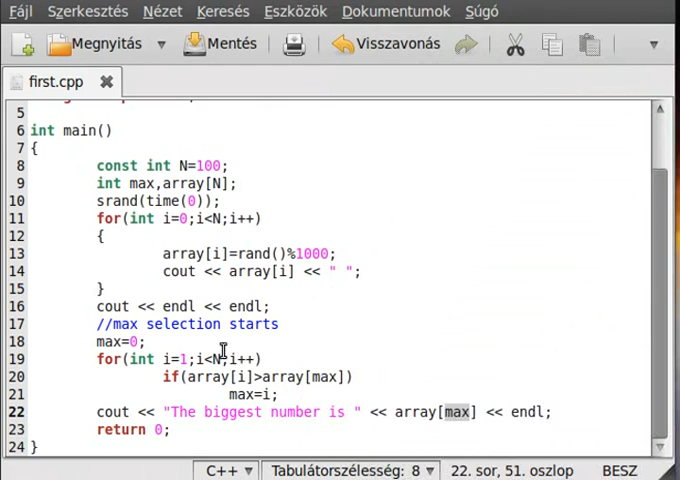 Fájl Szerkesztés Nézet Keresés Eszközök Dokumentumok Súgó
Megnyitás Mentés Visszavonás
first.cpp
5
6 int main()
7 {
8 const int N=100;
9 int max,array[N];
10 srand(time(0));
11 for(int i=0;i<N;i++)
12 {
13 array[i]=rand()%1000;
14 cout << array[i] << " ";
15 }
16 cout << endl << endl;
17 //max selection starts
18 max=0;
19 for(int i=1;i<N;i++)
20 if(array[i]>array[max])
21 max=i;
22 cout << "The biggest number is " << array[max] << endl;
23 return 0;
24 }
C++ Tabulátorszélesség: 8 22. sor, 51. oszlop BESZ